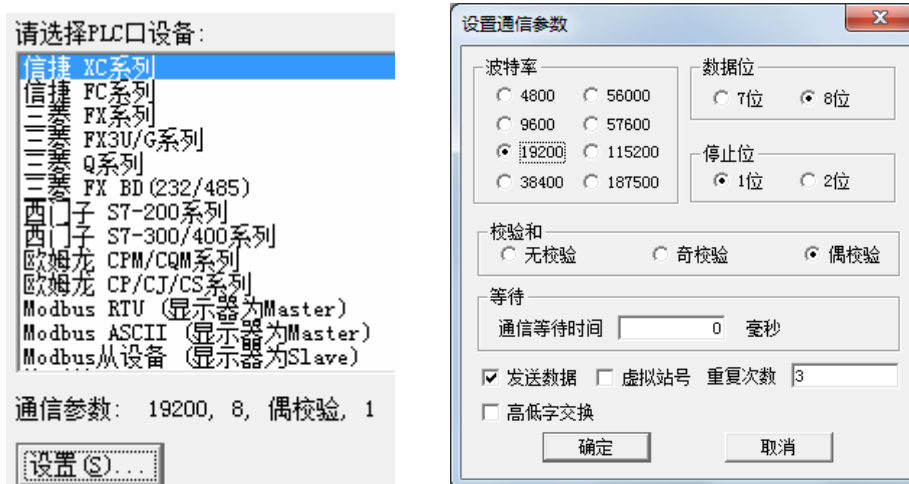 请选择PLC口设备:
信捷 XC系列
信捷 FC系列
三菱 FX系列
三菱 FX3U/G系列
三菱 Q系列
三菱 FX BD(232/485)
西门子 S7-200系列
西门子 S7-300/400系列
欧姆龙 CPM/CQM系列
欧姆龙 CP/CJ/CS系列
Modbus RTU (显示器为Master)
Modbus ASCII (显示器为Master)
Modbus从设备 (显示器为Slave)
通信参数: 19200, 8, 偶校验, 1
设置(S)...
设置通信参数
波特率
4800 56000
9600 57600
19200 115200
38400 187500
数据位
7位 8位
停止位
1位 2位
校验和
无校验 奇校验 偶校验
等待
通信等待时间 0 毫秒
发送数据 虚拟站号 重复次数 3
高低字交换
确定 取消